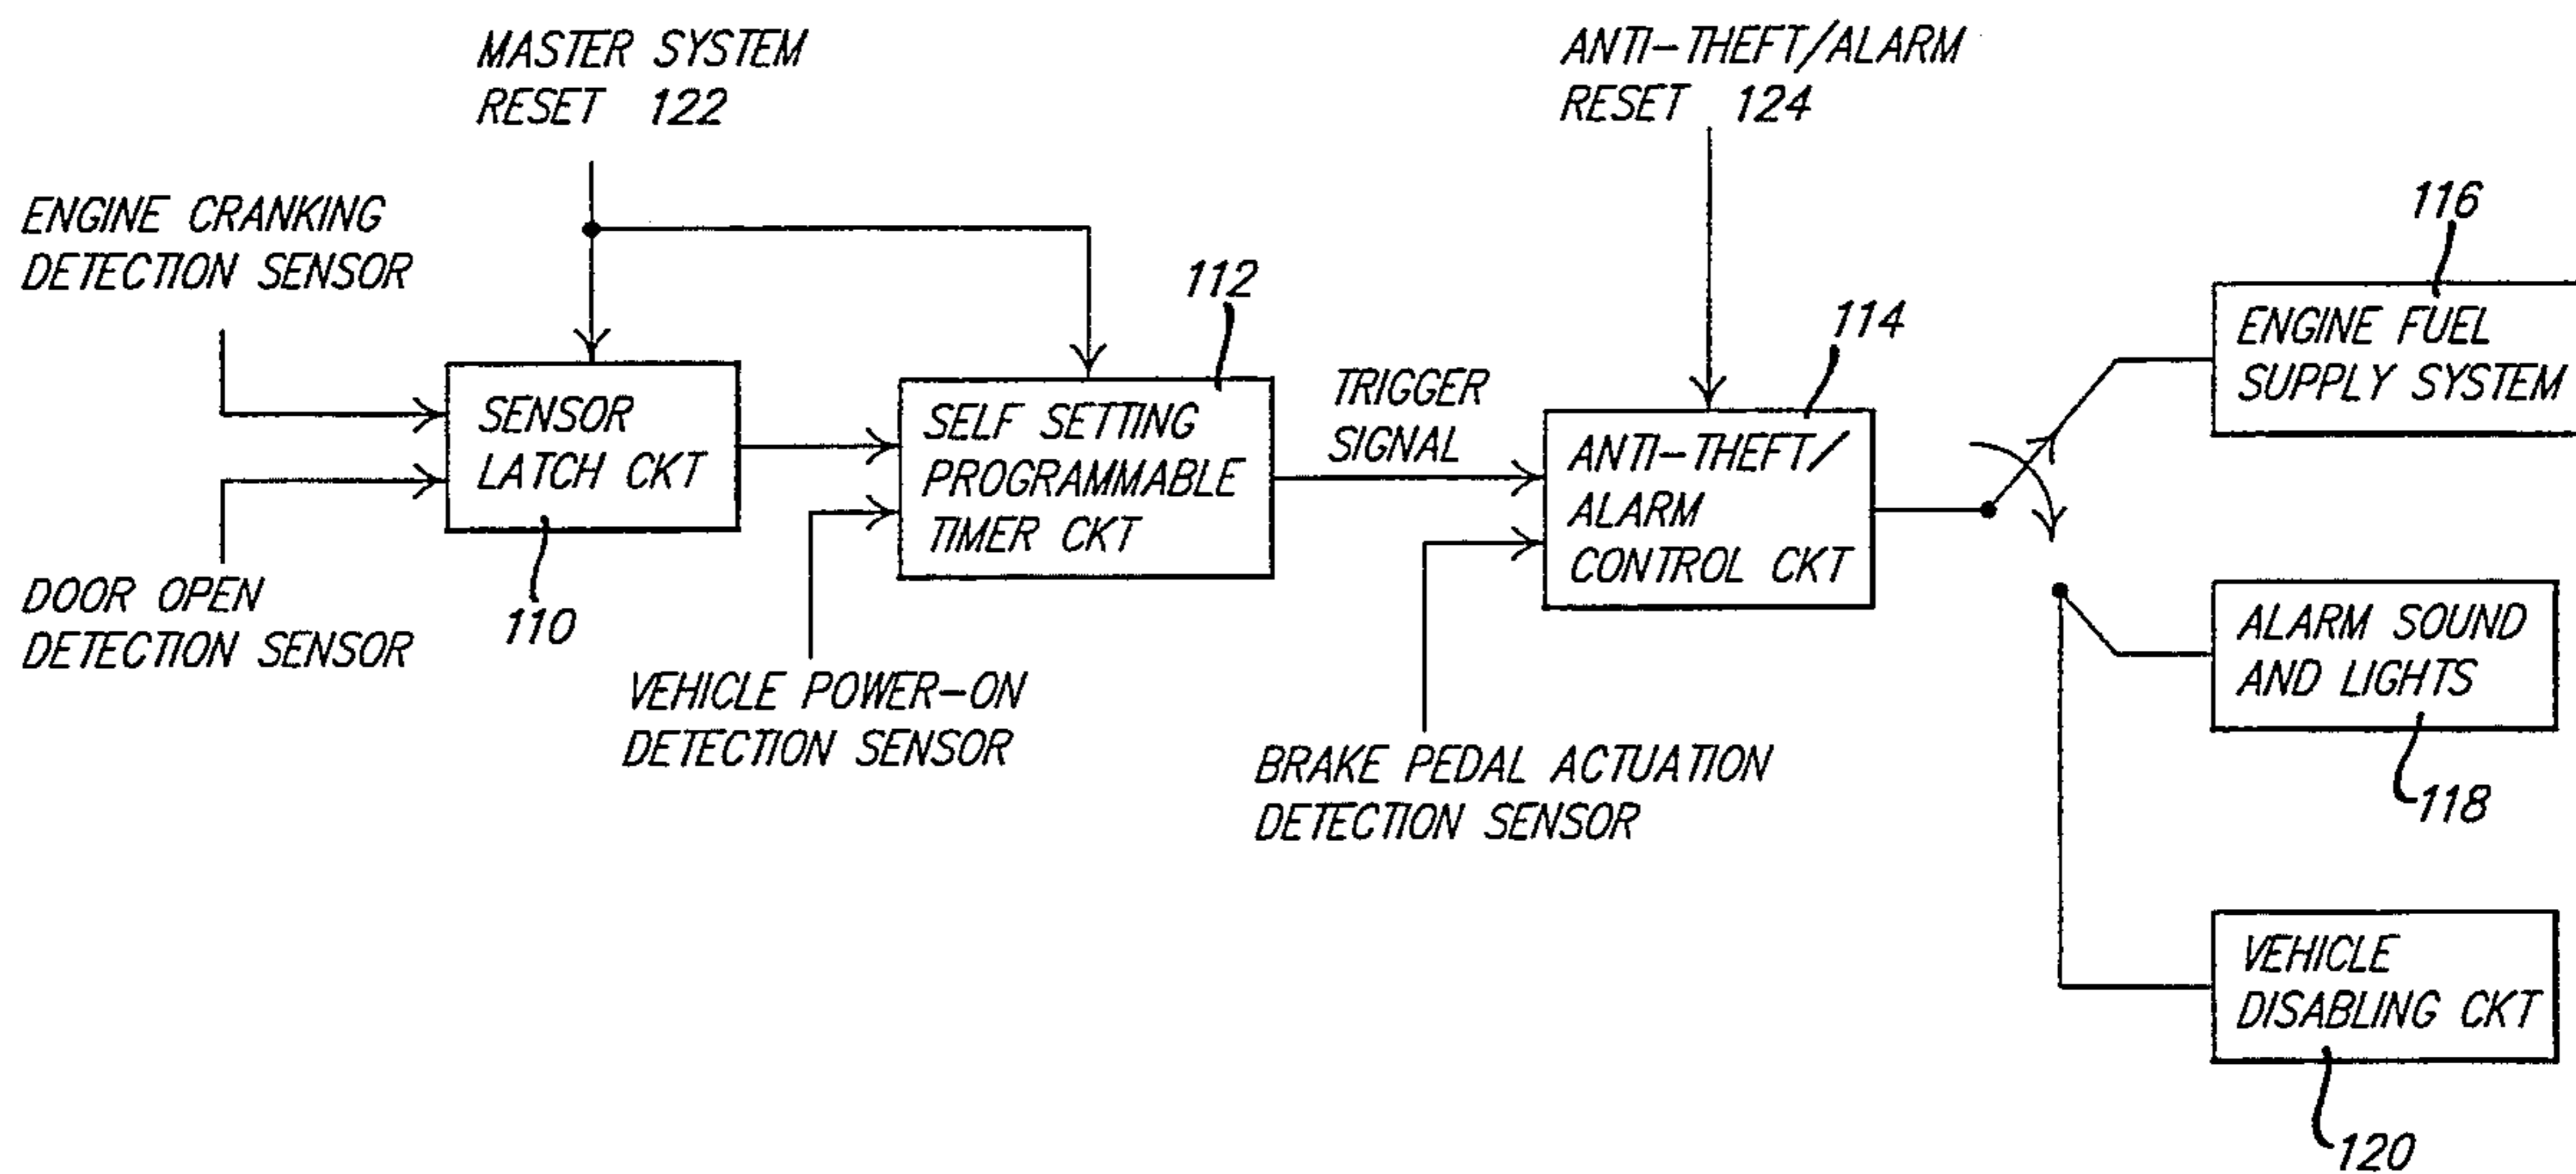 MASTER SYSTEM
RESET 122
ANTI-THEFT/ALARM
RESET 124
ENGINE CRANKING
DETECTION SENSOR
116
112
114
ENGINE FUEL
SUPPLY SYSTEM
TRIGGER
SIGNAL
SENSOR
LATCH CKT
SELF SETTING
PROGRAMMABLE
TIMER CKT
ANTI-THEFT/
ALARM
CONTROL CKT
DOOR OPEN
DETECTION SENSOR
110
ALARM SOUND
AND LIGHTS
VEHICLE POWER-ON
DETECTION SENSOR
BRAKE PEDAL ACTUATION
DETECTION SENSOR
118
VEHICLE
DISABLING CKT
120